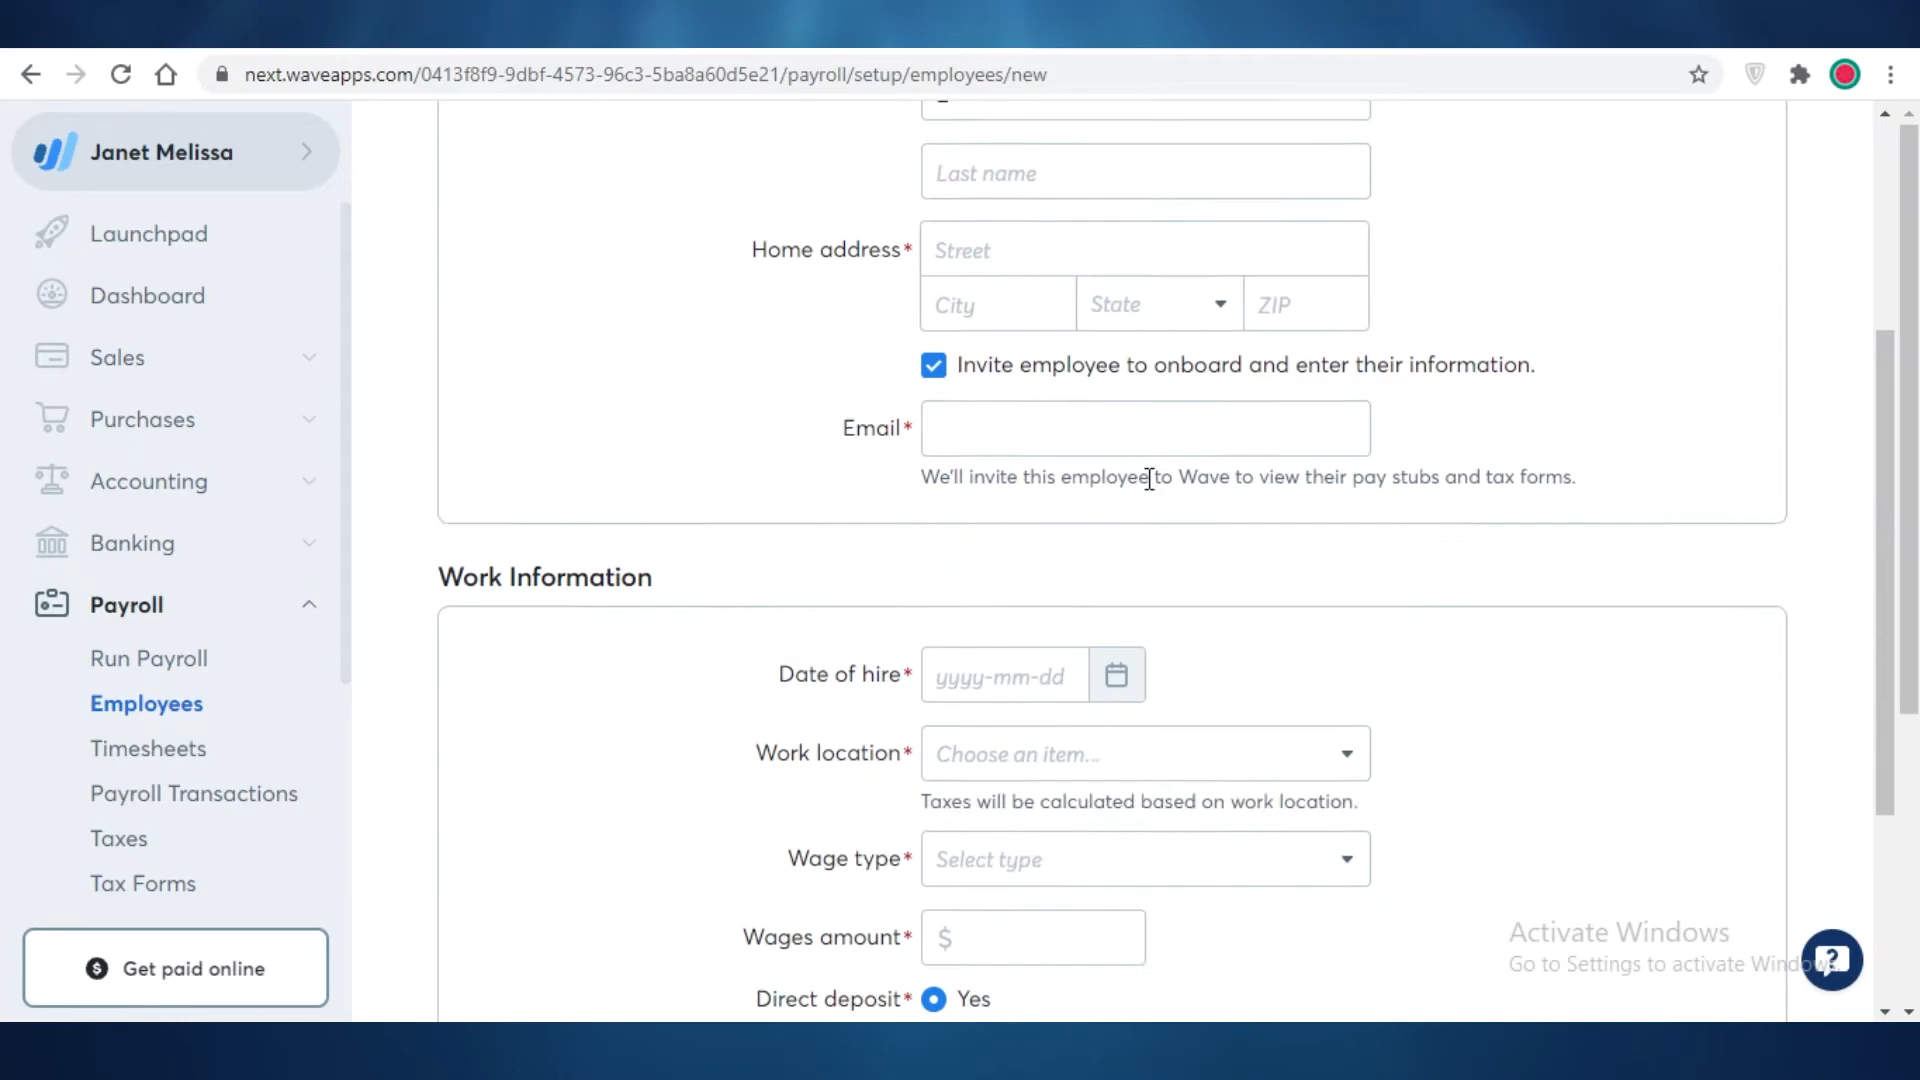 next.waveapps.com/0413f8f9-9dbf-4573-96c3-5ba8a60d5e21/payroll/setup/employees/new
Janet Melissa
Launchpad
Dashboard
Sales
Purchases
Accounting
Banking
Payroll
Run Payroll
Employees
Timesheets
Payroll Transactions
Taxes
Tax Forms
Get paid online
Last name
Home address* Street
City State ZIP
Invite employee to onboard and enter their information.
Email*
We'll invite this employee to Wave to view their pay stubs and tax forms.
Work Information
Date of hire* yyyy-mm-dd
Work location* Choose an item...
Taxes will be calculated based on work location.
Wage type* Select type
Wages amount* $
Direct deposit* Yes
Activate Windows
Go to Settings to activate Windows.